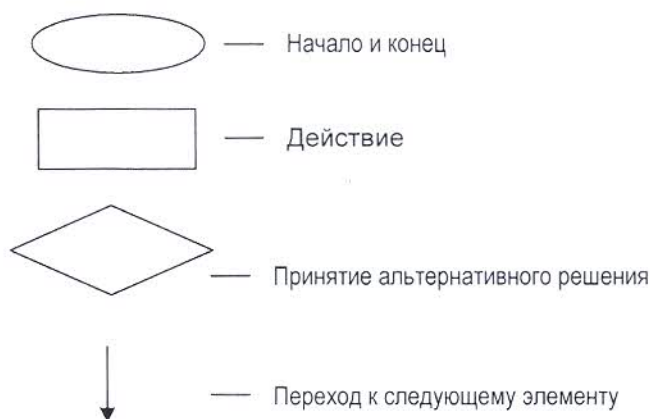 Начало и конец
Действие
Принятие альтернативного решения
Переход к следующему элементу